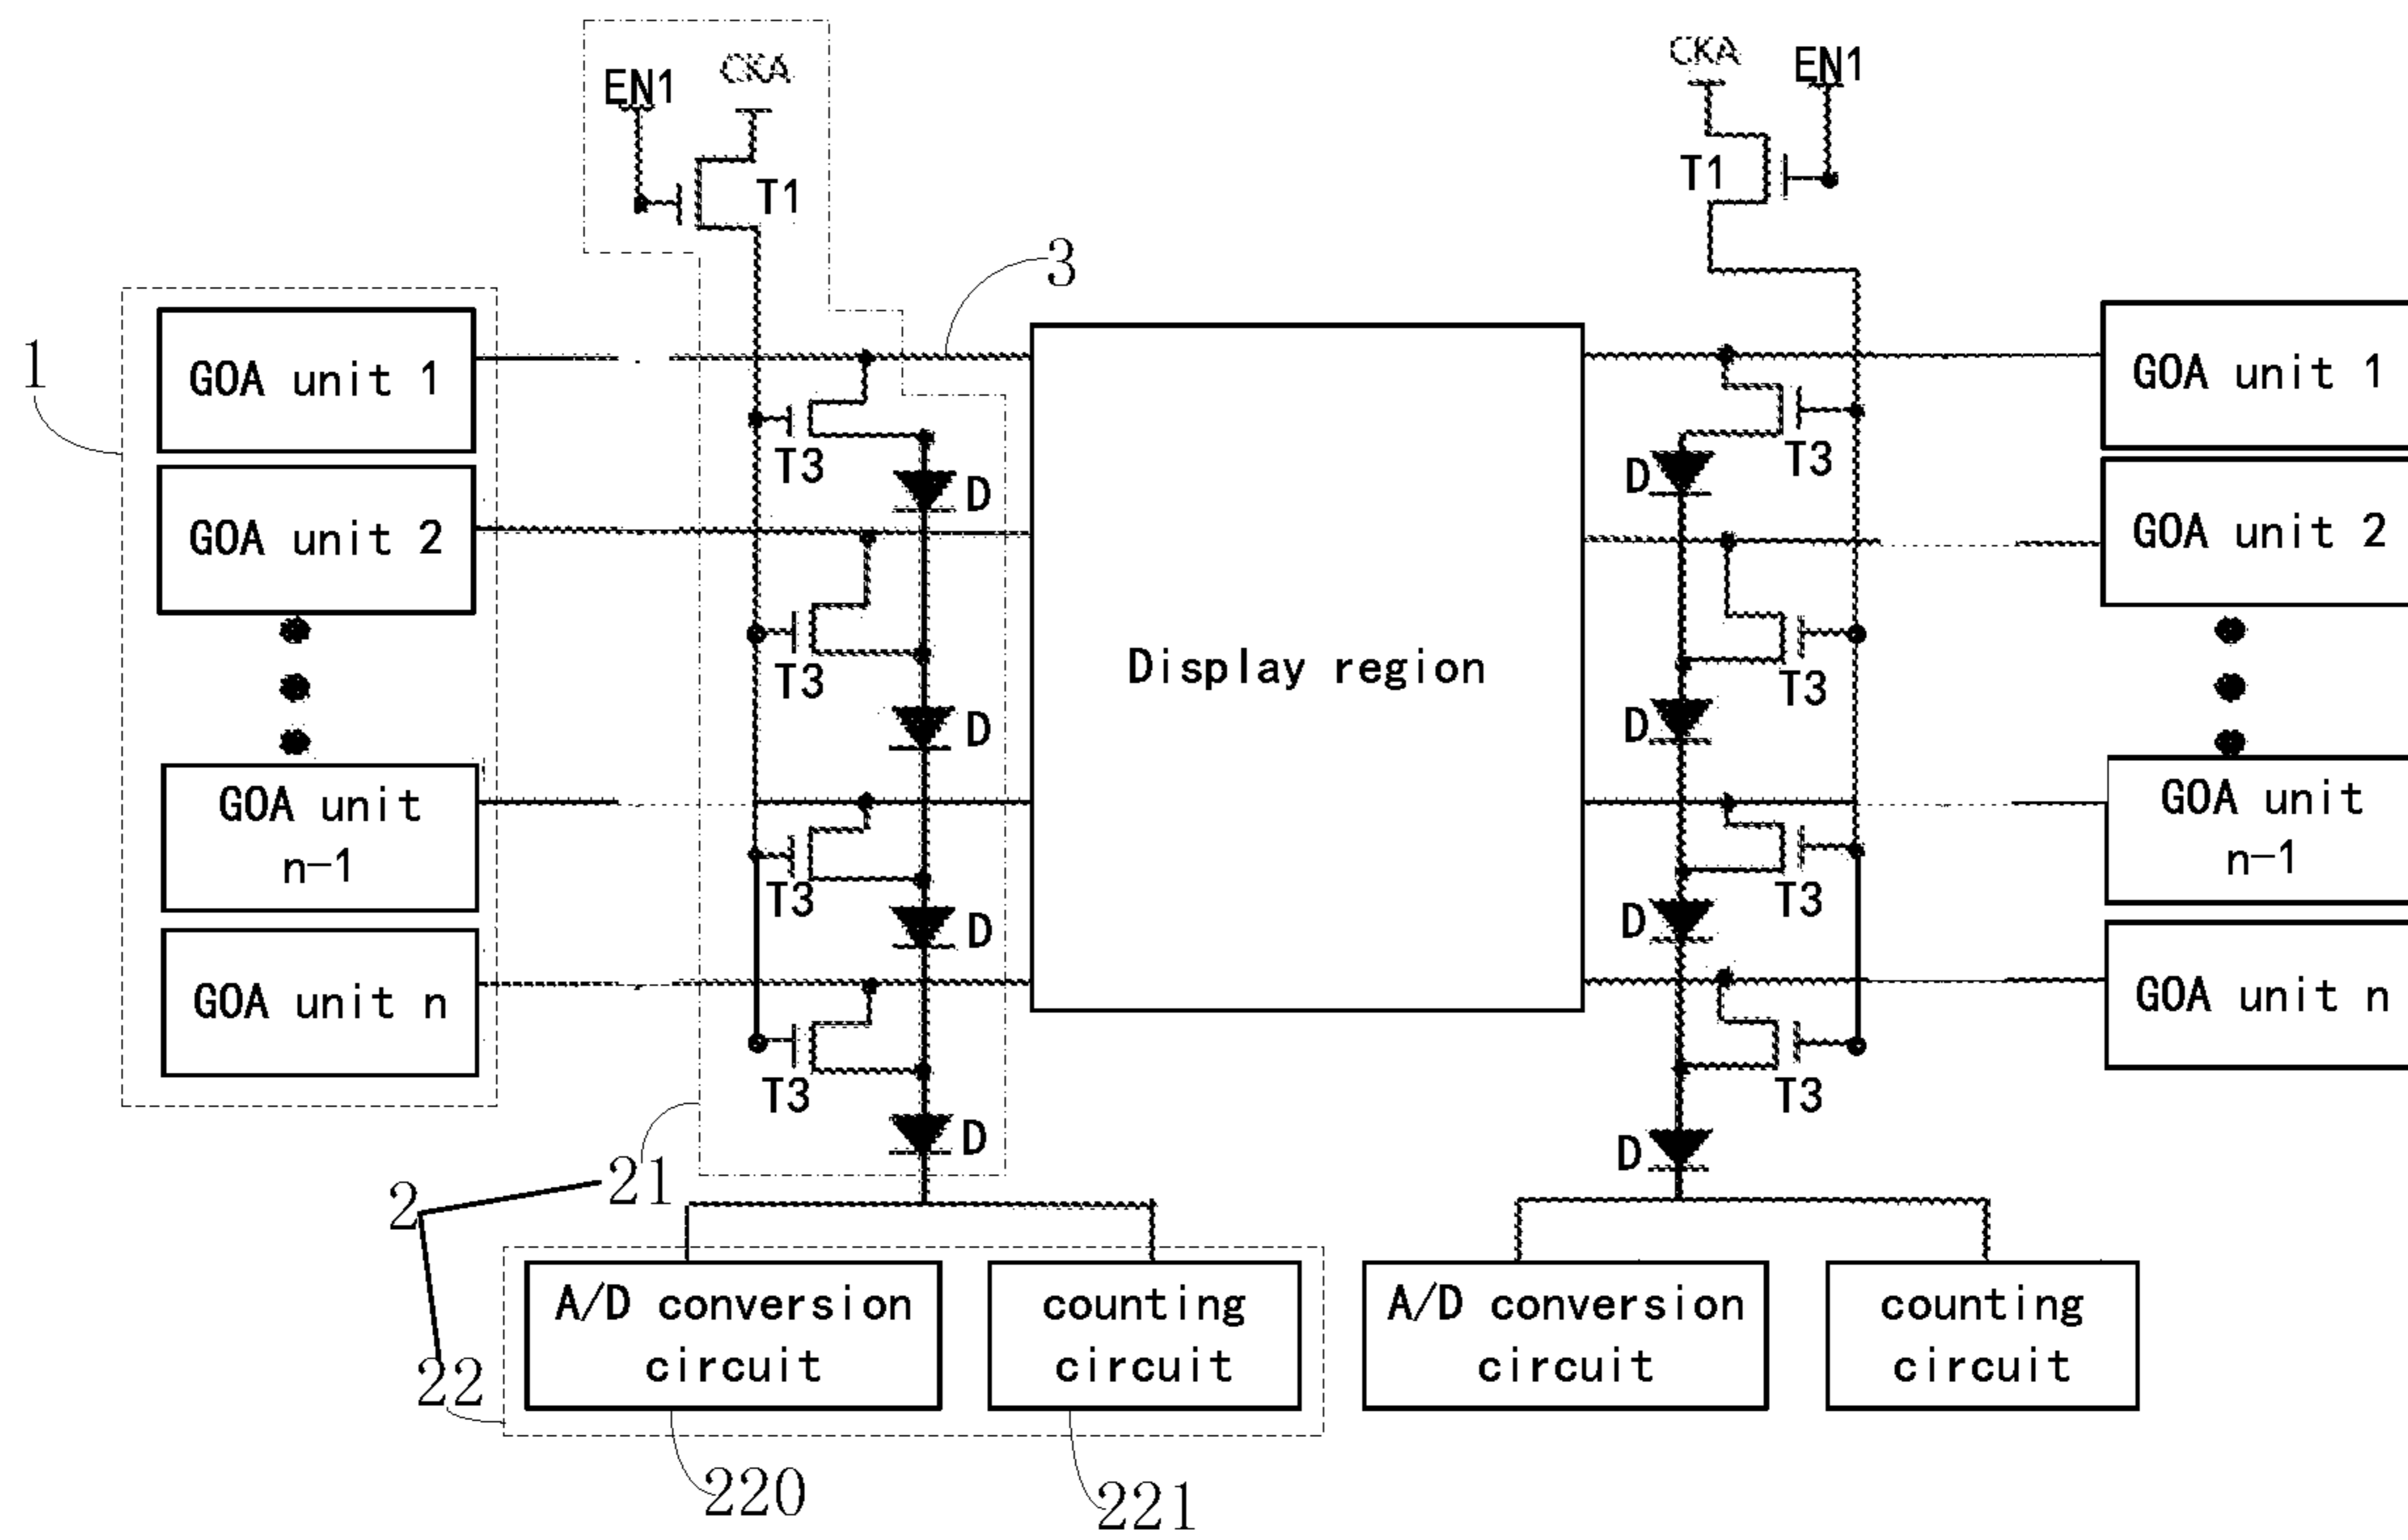 EN1
CKA
CKA
EN1
T1
T1
3
1
GOA unit 1
GOA unit 1
T3
T3
D
D
GOA unit 2
GOA unit 2
T3
T3
Display region
D
D
GOA unit
n-1
GOA unit
n-1
T3
T3
D
D
GOA unit n
GOA unit n
T3
T3
D
D
2
21
22
A/D conversion
circuit
counting
circuit
A/D conversion
circuit
counting
circuit
220
221